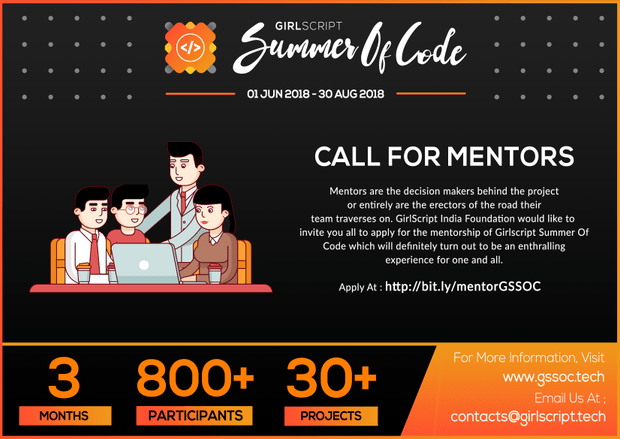 GIRLSCRIPT
Summer Of Code
</>
01 JUN 2018 - 30 AUG 2018
CALL FOR MENTORS
Mentors are the decision makers behind the project
or entirely are the erectors of the road their
team traverses on. GirlScript India Foundation would like to
invite you all to apply for the mentorship of Girlscript Summer Of
Code which will definitely turn out to be an enthralling
experience for one and all.
Apply At : http://bit.ly/mentorGSSOC
3
MONTHS
800+
PARTICIPANTS
30+
PROJECTS
For More Information, Visit
www.gssoc.tech
Email Us At ;
contacts@girlscript.tech